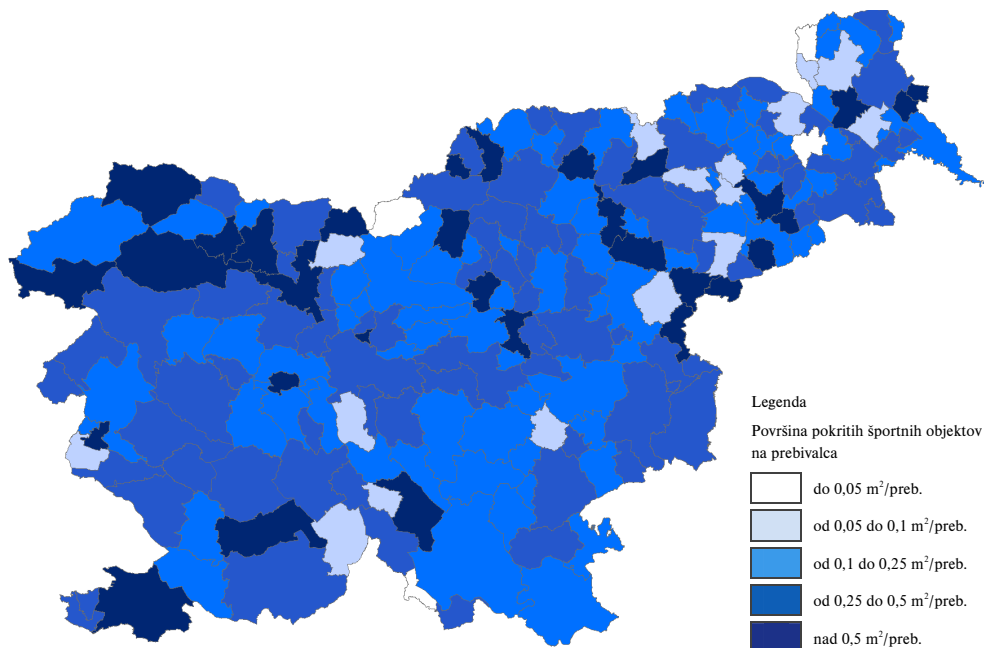 Legenda
Površina pokritih športnih objektov
na prebivalca
do 0,05 m²/preb.
od 0,05 do 0,1 m²/preb.
od 0,1 do 0,25 m²/preb.
od 0,25 do 0,5 m²/preb.
nad 0,5 m²/preb.